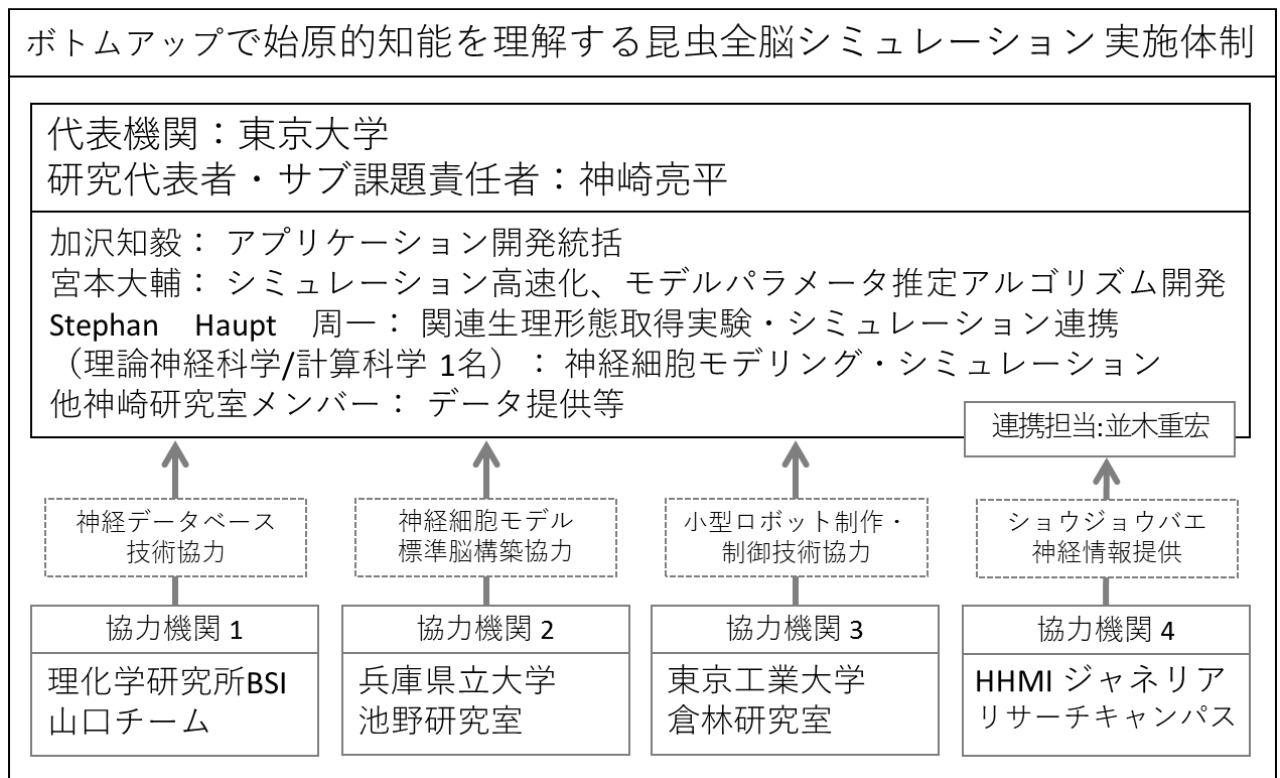 ボトムアップで始原的知能を理解する昆虫全脳シミュレーション 実施体制
代表機関：東京大学
研究代表者・サブ課題責任者：神崎亮平
加沢知毅： アプリケーション開発統括
宮本大輔： シミュレーション高速化、モデルパラメータ推定アルゴリズム開発
Stephan Haupt 周一： 関連生理形態取得実験・シミュレーション連携
（理論神経科学/計算科学 1名）： 神経細胞モデリング・シミュレーション
他神崎研究室メンバー： データ提供等
連携担当:並木重宏
神経データベース
技術協力
神経細胞モデル
標準脳構築協力
小型ロボット制作・
制御技術協力
ショウジョウバエ
神経情報提供
協力機関 1
理化学研究所BSI
山口チーム
協力機関 2
兵庫県立大学
池野研究室
協力機関 3
東京工業大学
倉林研究室
協力機関 4
HHMI ジャネリア
リサーチキャンパス